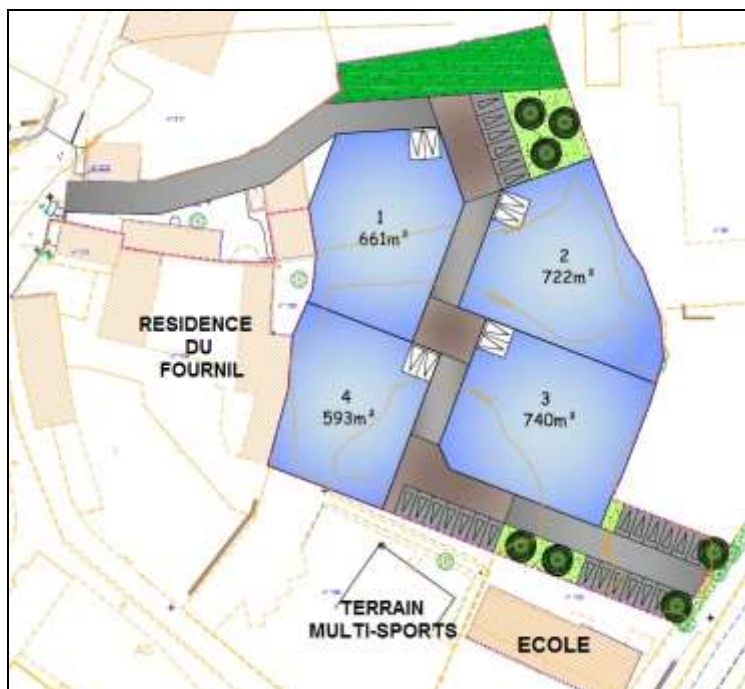 1
661m²
2
722m²
RESIDENCE
DU
FOURNIL
4
593m²
3
740m²
TERRAIN
MULTI-SPORTS
ECOLE